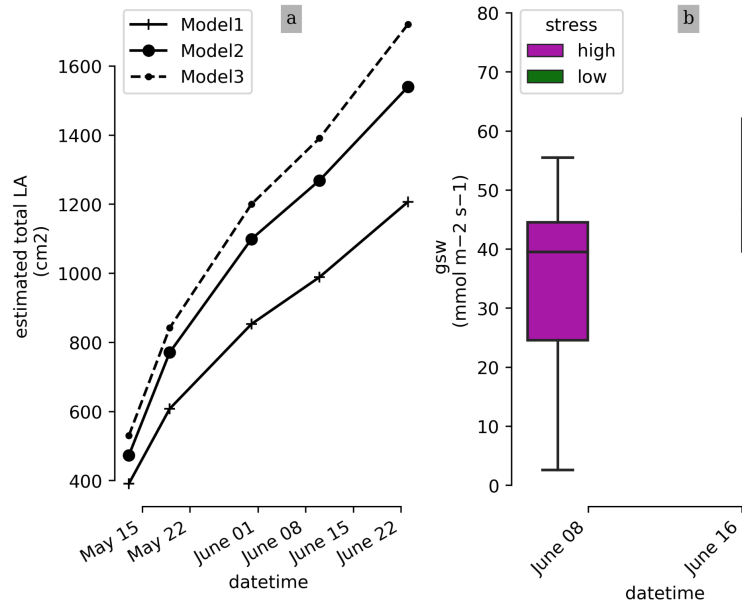 Model1
Model2
Model3
a
1600
1400
1200
1000
800
600
400
estimated total LA
(cm2)
May 15
May 22
June 01
June 08
June 15
June 22
datetime
b
stress
high
low
80
70
60
50
40
30
20
10
0
gsw
(mmol m−2 s−1)
June 08
June 16
datetime